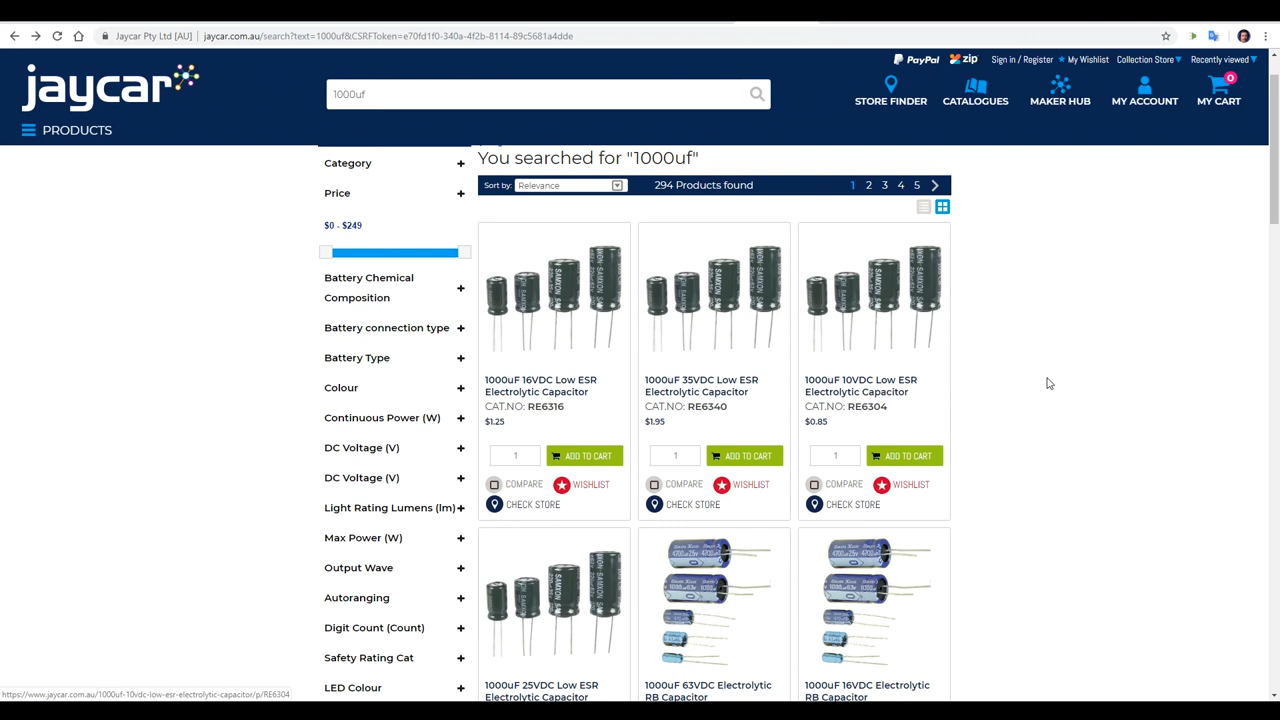 Jaycar Pty Ltd [AU] jaycar.com.au/search?text=1000uf&CSRFToken=e70fd1f0-340a-4f2b-8114-89c5681a4dde
PayPal zip Sign in / Register My Wishlist Collection Store Recently viewed
jaycar
1000uf
STORE FINDER CATALOGUES MAKER HUB MY ACCOUNT 0 MY CART
PRODUCTS
You searched for "1000uf"
Sort by: Relevance 294 Products found 1 2 3 4 5
Category +
Price +
$0 - $249
Battery Chemical
Composition +
Battery connection type +
Battery Type +
Colour +
Continuous Power (W) +
DC Voltage (V) +
DC Voltage (V) +
Light Rating Lumens (lm) +
Max Power (W) +
Output Wave +
Autoranging +
Digit Count (Count) +
Safety Rating Cat +
LED Colour +
1000uF 16VDC Low ESR
Electrolytic Capacitor
CAT.NO: RE6316
$1.25
1 ADD TO CART
COMPARE WISHLIST
CHECK STORE
1000uF 35VDC Low ESR
Electrolytic Capacitor
CAT.NO: RE6340
$1.95
1 ADD TO CART
COMPARE WISHLIST
CHECK STORE
1000uF 10VDC Low ESR
Electrolytic Capacitor
CAT.NO: RE6304
$0.85
1 ADD TO CART
COMPARE WISHLIST
CHECK STORE
1000uF 25VDC Low ESR
Electrolytic Capacitor
1000uF 63VDC Electrolytic
RB Capacitor
1000uF 16VDC Electrolytic
RB Capacitor
https://www.jaycar.com.au/1000uf-10vdc-low-esr-electrolytic-capacitor/p/RE6304